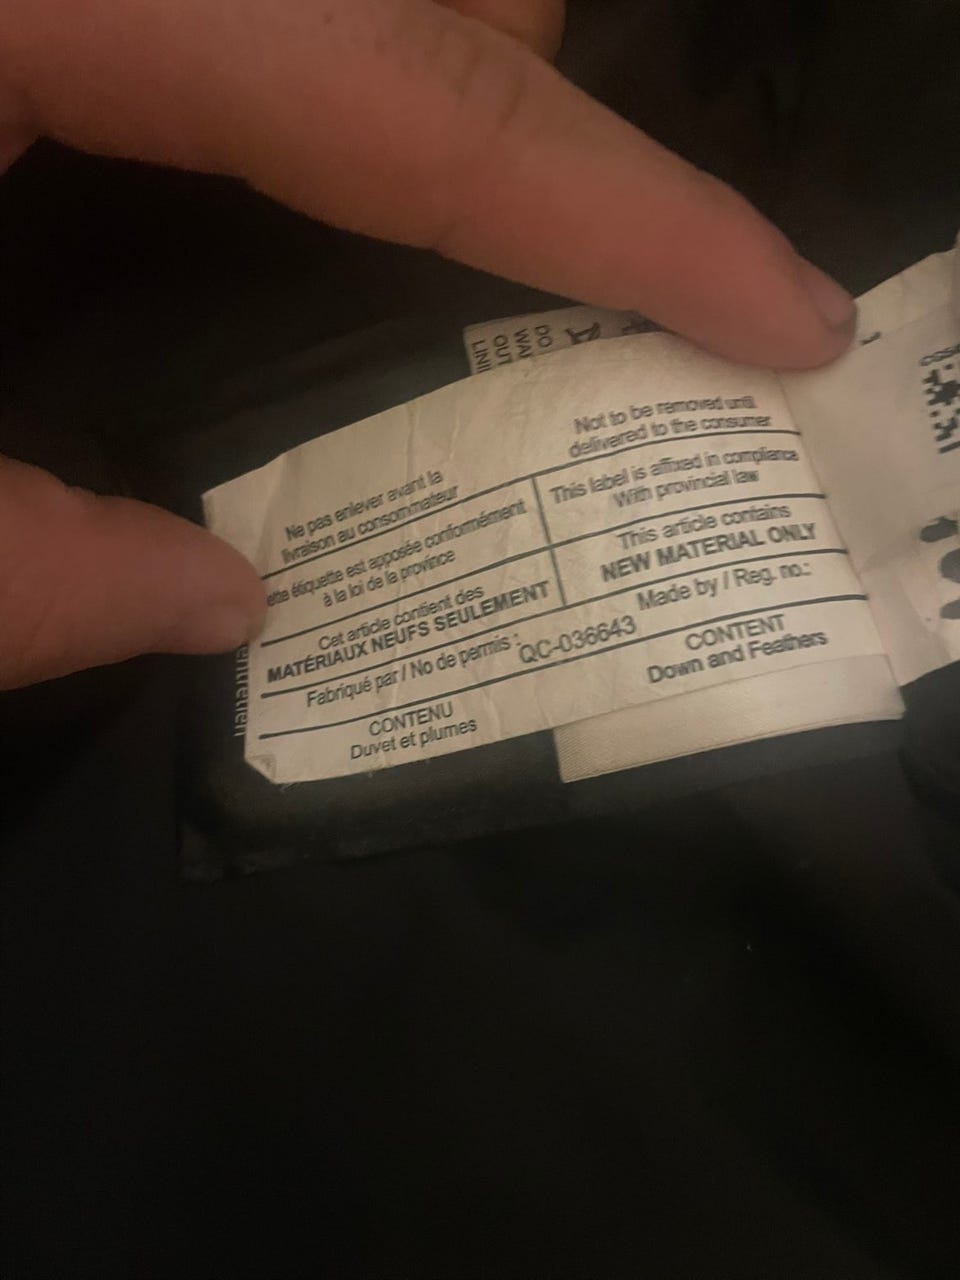 Ne pas enlever avant la
livraison au consommateur
Not to be removed until
delivered to the consumer
étiquette est apposée conformément
à la loi de la province
This label is affixed in compliance
With provincial law
Cet article contient des
MATÉRIAUX NEUFS SEULEMENT
This article contains
NEW MATERIAL ONLY
Fabriqué par / No de permis :
Made by / Reg. no.:
QC-036643
CONTENU
Duvet et plumes
CONTENT
Down and Feathers
DO